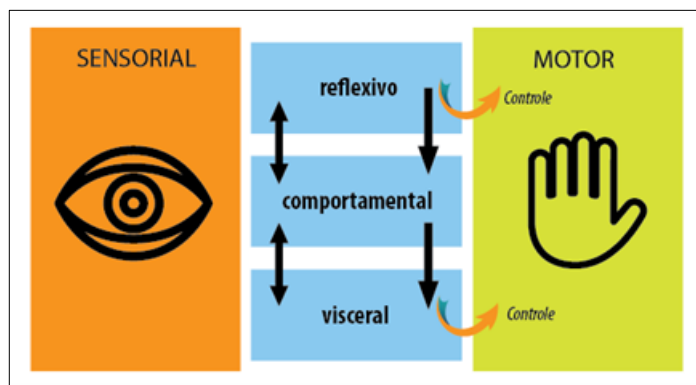 SENSORIAL
reflexivo
MOTOR
Controle
comportamental
visceral
Controle